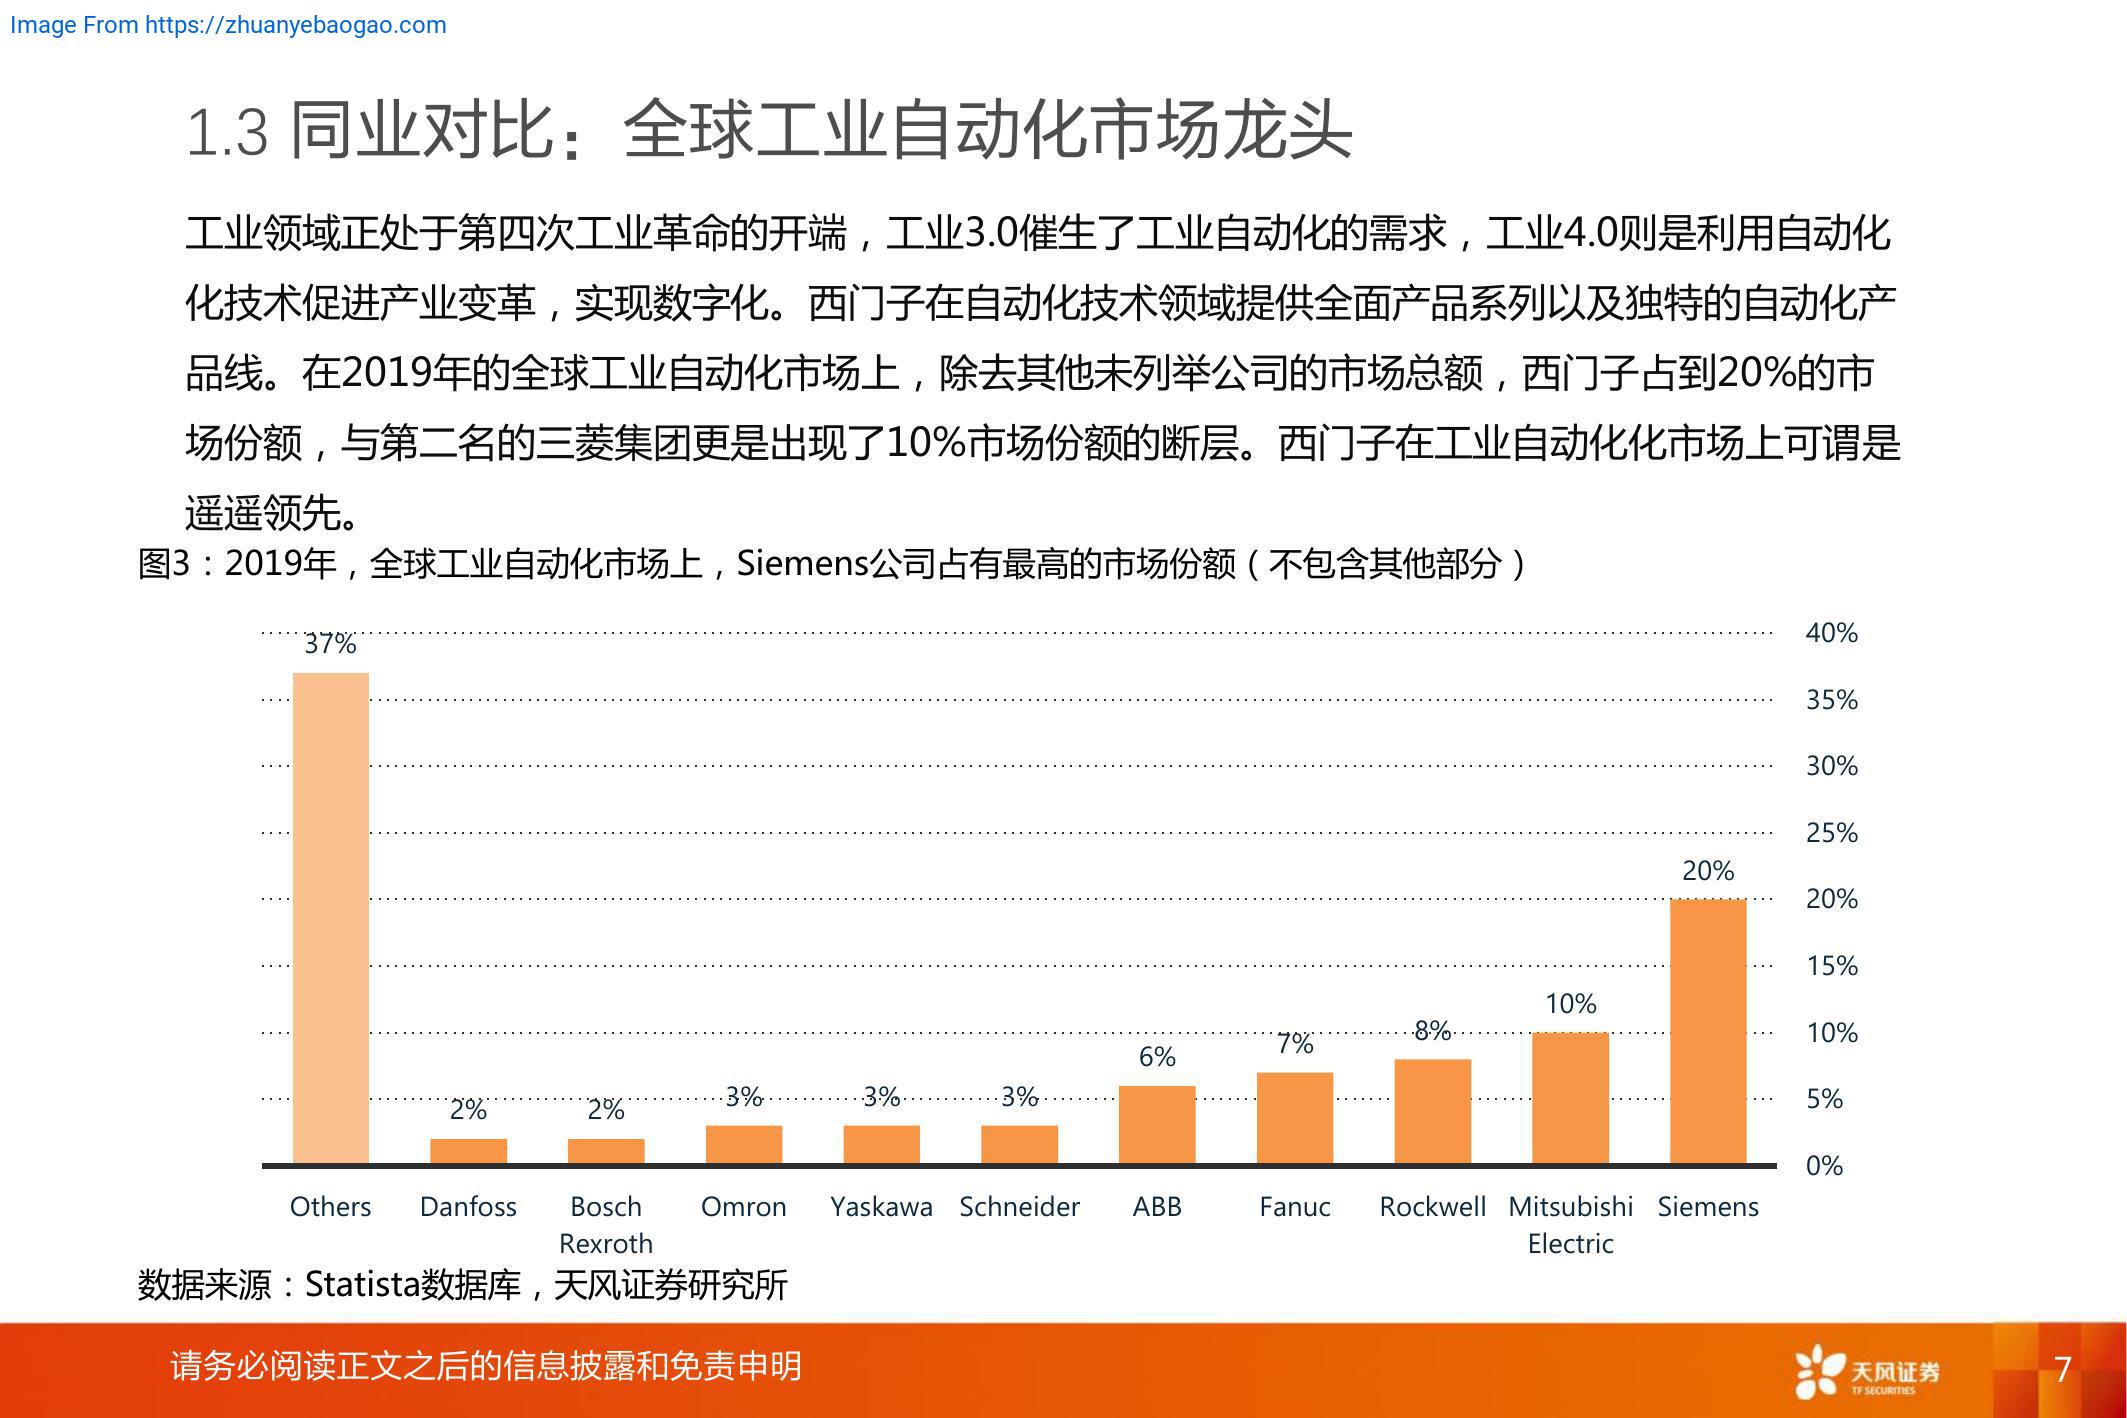 Image From https://zhuanyebaogao.com
1.3 同业对比：全球工业自动化市场龙头
工业领域正处于第四次工业革命的开端，工业3.0催生了工业自动化的需求，工业4.0则是利用自动化
化技术促进产业变革，实现数字化。西门子在自动化技术领域提供全面产品系列以及独特的自动化产
品线。在2019年的全球工业自动化市场上，除去其他未列举公司的市场总额，西门子占到20%的市
场份额，与第二名的三菱集团更是出现了10%市场份额的断层。西门子在工业自动化化市场上可谓是
遥遥领先。
图3：2019年，全球工业自动化市场上，Siemens公司占有最高的市场份额（不包含其他部分）
40%
37%
35%
30%
25%
20%
20%
15%
10%
10%
8%
7%
6%
5%
3%
3%
3%
2%
2%
0%
Others
Danfoss
Bosch
Rexroth
Omron
Yaskawa
Schneider
ABB
Fanuc
Rockwell
Mitsubishi
Electric
Siemens
数据来源：Statista数据库，天风证券研究所
请务必阅读正文之后的信息披露和免责申明
天风证券
TF SECURITIES
7